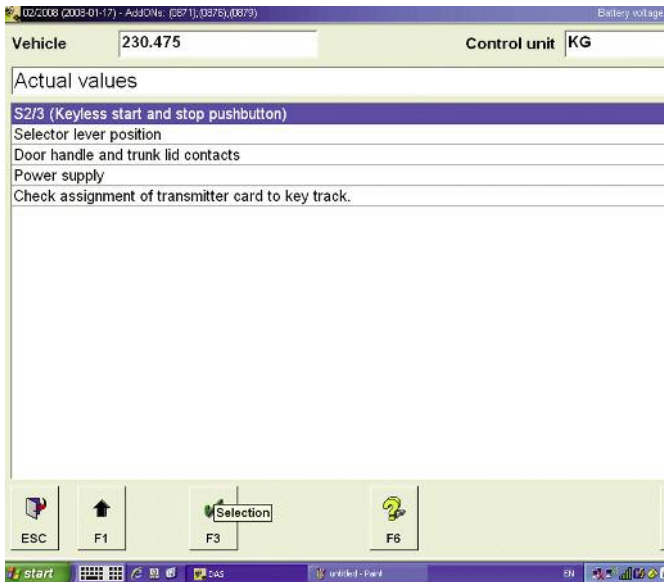 02/2008 (2008-01-17) - AddONs: (0871);(0876);(0879) Battery voltage
Vehicle 230.475 Control unit KG
Actual values
S2/3 (Keyless start and stop pushbutton)
Selector lever position
Door handle and trunk lid contacts
Power supply
Check assignment of transmitter card to key track.
Selection
ESC F1 F3 F6
start DAS untitled - Paint EN